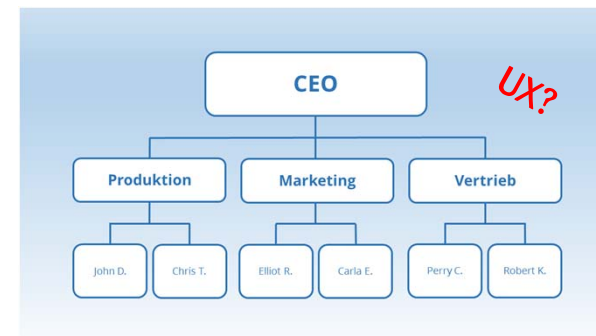 CEO
UX?
Produktion
Marketing
Vertrieb
John D.
Chris T.
Elliot R.
Carla E.
Perry C.
Robert K.